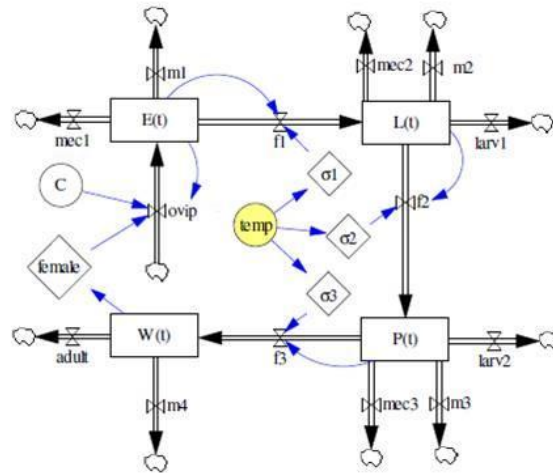 mec2
m2
m1
E(t)
L(t)
mec1
f1
larv1
σ1
C
ovip
temp
f2
σ2
female
σ3
W(t)
P(t)
adult
f3
larv2
m4
mec3
m3